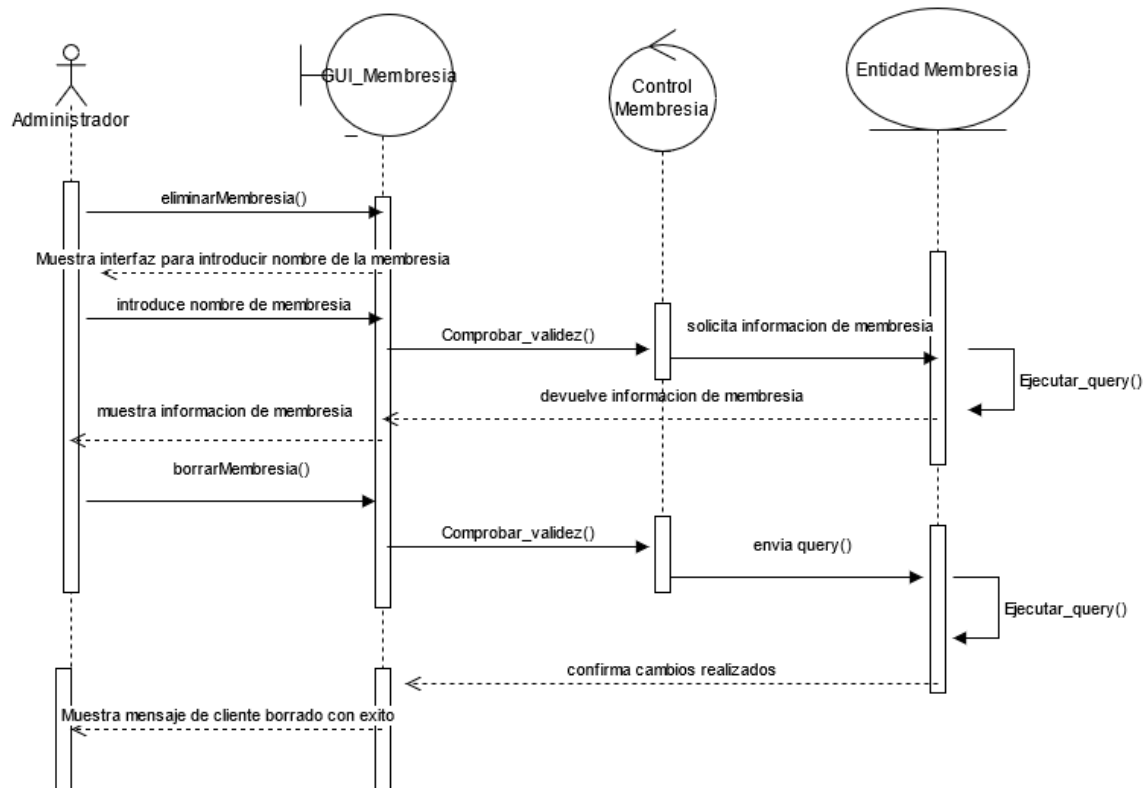 Administrador
GUI_Membresia
Control
Membresia
Entidad Membresia
eliminarMembresia()
Muestra interfaz para introducir nombre de la membresia
introduce nombre de membresia
Comprobar_validez()
solicita informacion de membresia
Ejecutar_query()
devuelve informacion de membresia
muestra informacion de membresia
borrarMembresia()
Comprobar_validez()
envia query()
Ejecutar_query()
confirma cambios realizados
Muestra mensaje de cliente borrado con exito